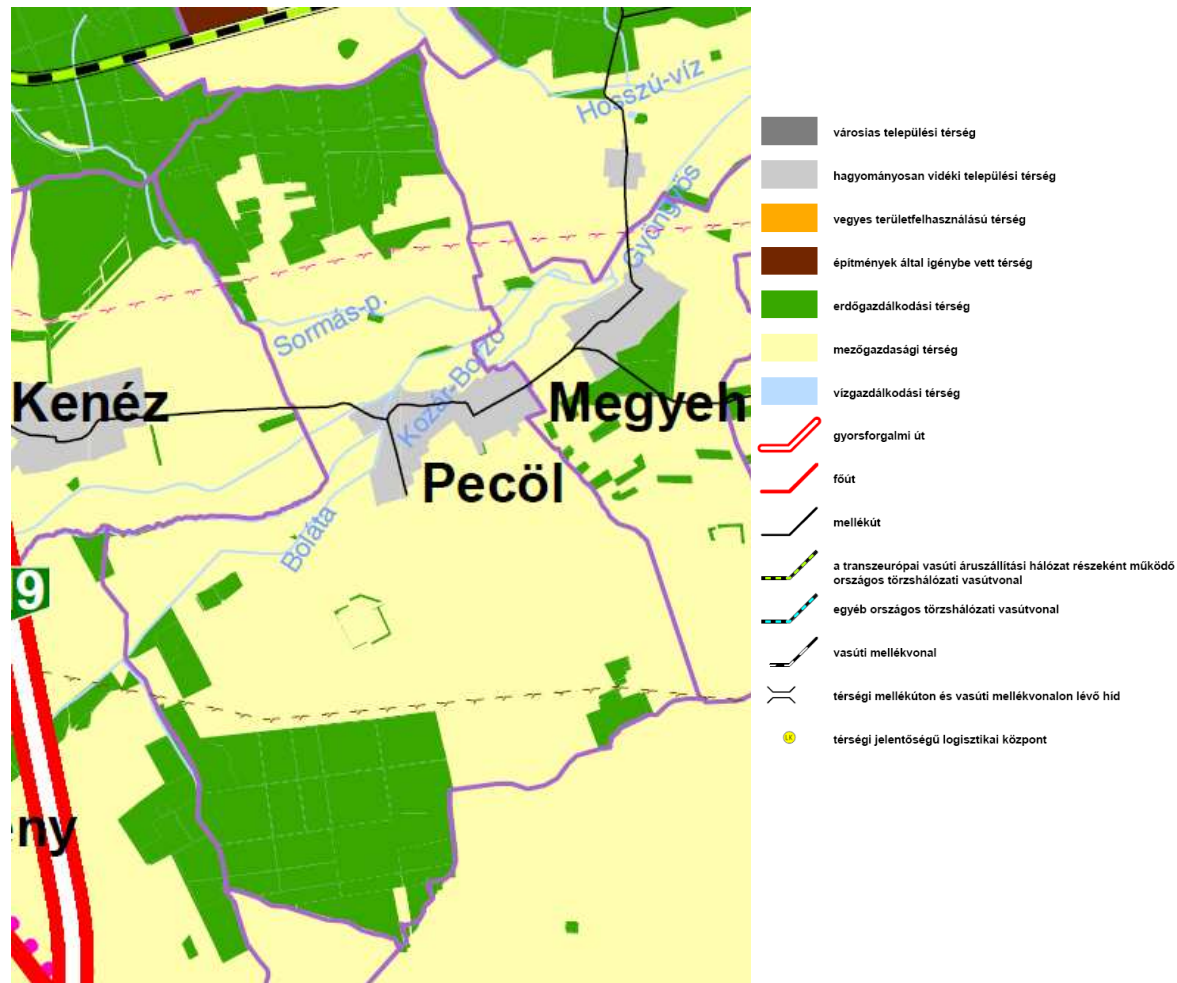 Hosszú-víz
Gyöngyös
Sormás-p.
Kozár-Borzó
Kenéz
Megyeh
Pecöl
Boláta
9
ény
városias települési térség
hagyományosan vidéki települési térség
vegyes területfelhasználású térség
építmények által igénybe vett térség
erdőgazdálkodási térség
mezőgazdasági térség
vízgazdálkodási térség
gyorsforgalmi út
főút
mellékút
a transzeurópai vasúti áruszállítási hálózat részeként működő
országos törzshálózati vasútvonal
egyéb országos törzshálózati vasútvonal
vasúti mellékvonal
térségi mellékúton és vasúti mellékvonalon lévő híd
LK
térségi jelentőségű logisztikai központ